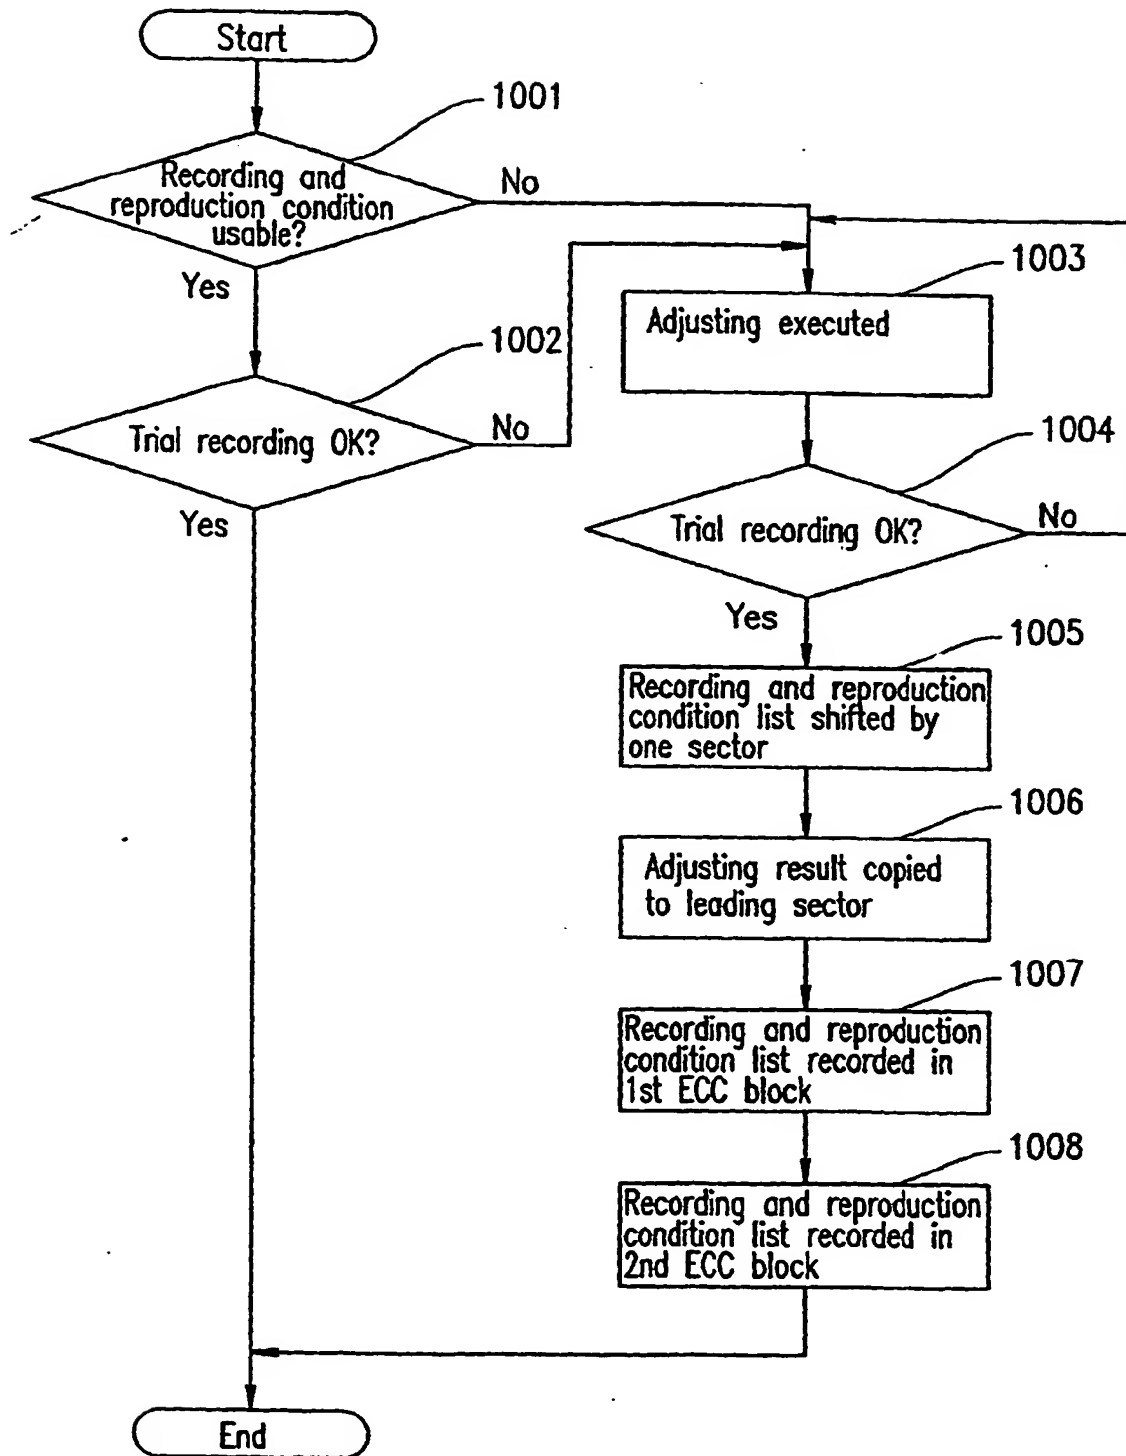 Start
1001
Recording and
reproduction condition
usable?
No
Yes
1002
Trial recording OK?
No
Yes
1003
Adjusting executed
1004
Trial recording OK?
No
Yes
1005
Recording and reproduction
condition list shifted by
one sector
1006
Adjusting result copied
to leading sector
1007
Recording and reproduction
condition list recorded in
1st ECC block
1008
Recording and reproduction
condition list recorded in
2nd ECC block
End